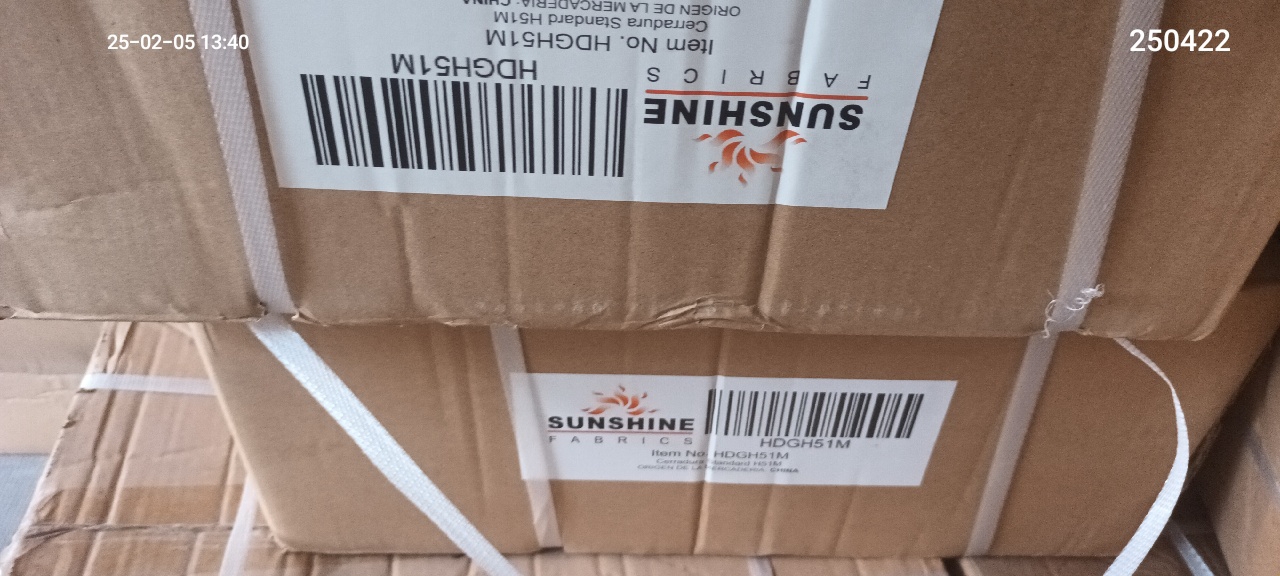 25-02-05 13:40
250422
ORIGEN DE LA MERCADERIA: CHINA
Cerradura Standard H51M
Item No. HDGH51M
HDGH51M
SUNSHINE
FABRICS
SUNSHINE
FABRICS
HDGH51M
Item No. HDGH51M
Cerradura Standard H51M
ORIGEN DE LA MERCADERIA: CHINA